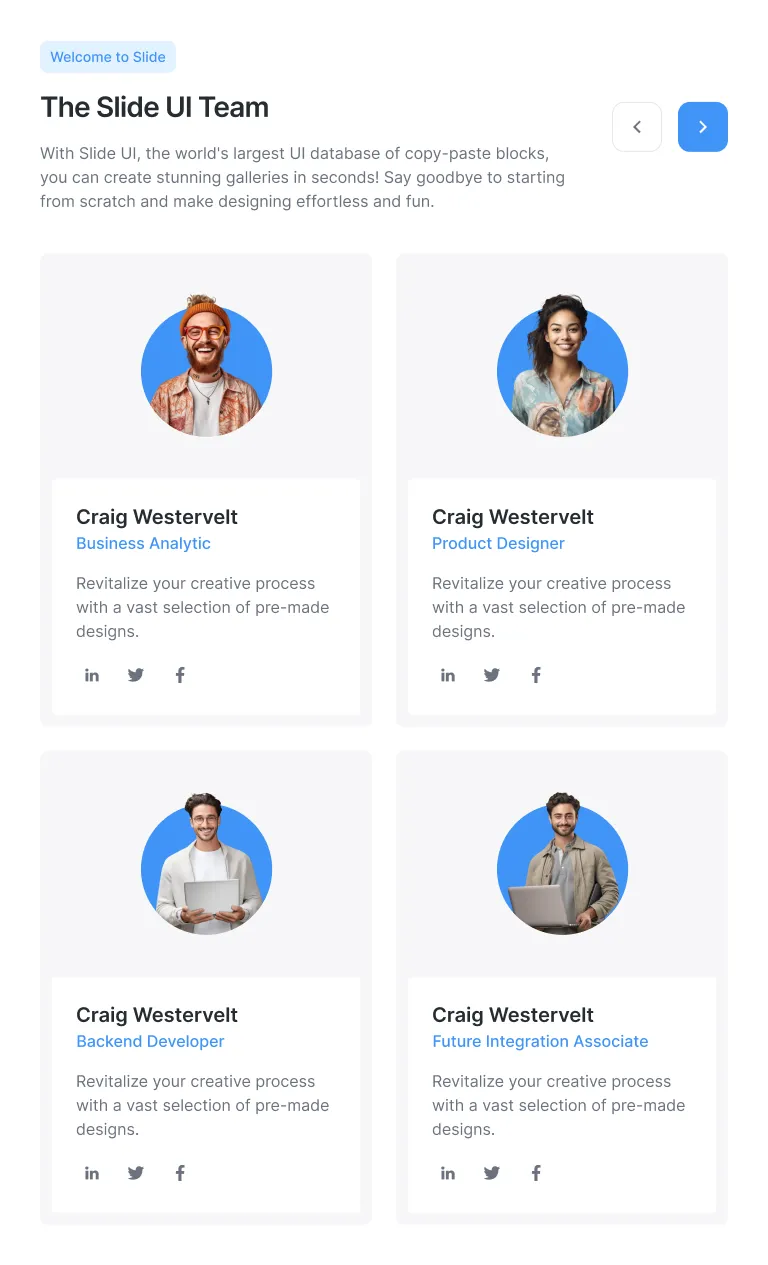 Welcome to Slide
The Slide UI Team
With Slide UI, the world's largest UI database of copy-paste blocks,
you can create stunning galleries in seconds! Say goodbye to starting
from scratch and make designing effortless and fun.
Craig Westervelt
Business Analytic
Revitalize your creative process
with a vast selection of pre-made
designs.
Craig Westervelt
Product Designer
Revitalize your creative process
with a vast selection of pre-made
designs.
Craig Westervelt
Backend Developer
Revitalize your creative process
with a vast selection of pre-made
designs.
Craig Westervelt
Future Integration Associate
Revitalize your creative process
with a vast selection of pre-made
designs.